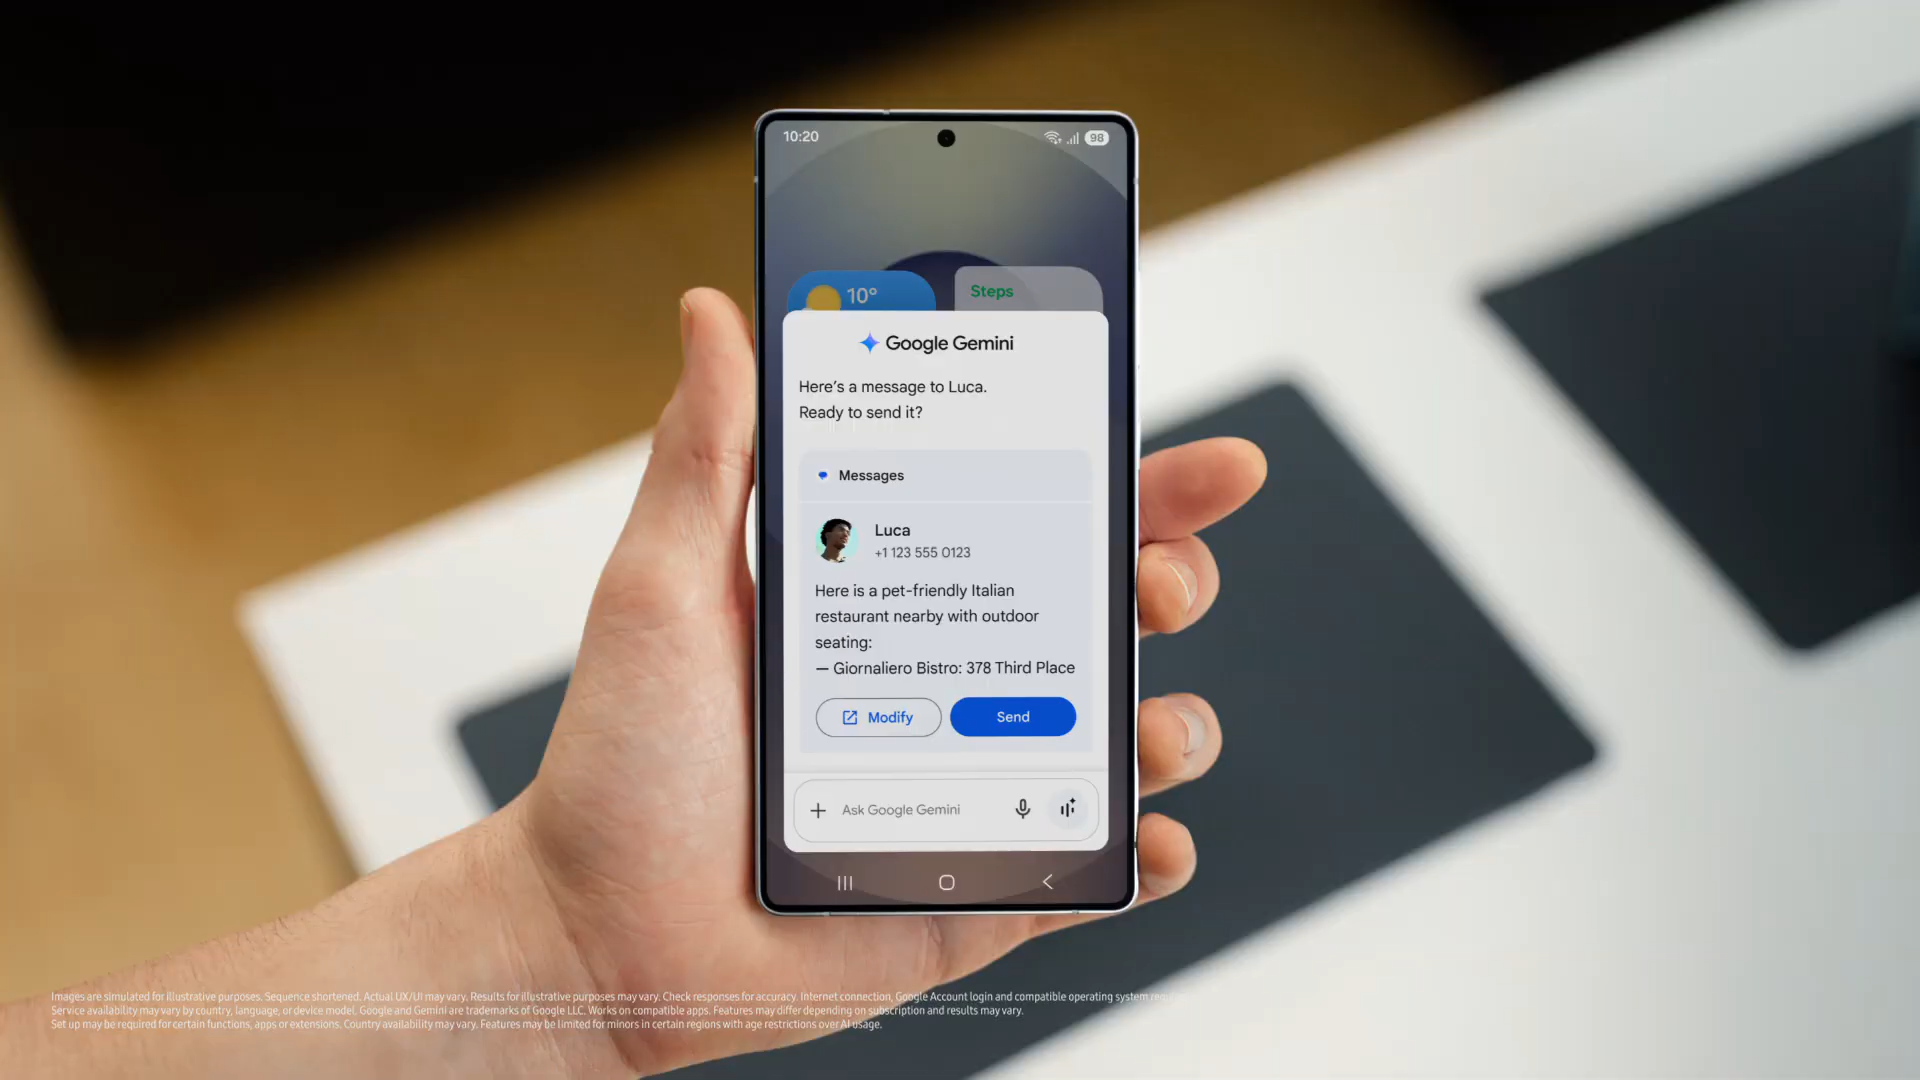 10:20
98
10°
Steps
Google Gemini
Here's a message to Luca.
Ready to send it?
Messages
Luca
+1 123 555 0123
Here is a pet-friendly Italian
restaurant nearby with outdoor
seating:
— Giornaliero Bistro: 378 Third Place
Modify
Send
Ask Google Gemini
Images are simulated for illustrative purposes. Sequence shortened. Actual UX/UI may vary. Results for illustrative purposes may vary. Check responses for accuracy. Internet connection, Google Account login and compatible operating system
Service availability may vary by country, language, or device model. Google and Gemini are trademarks of Google LLC. Works on compatible apps. Features may differ depending on subscription and results may vary.
Set up may be required for certain functions, apps or extensions. Country availability may vary. Features may be limited for minors in certain regions with age restrictions over AI usage.